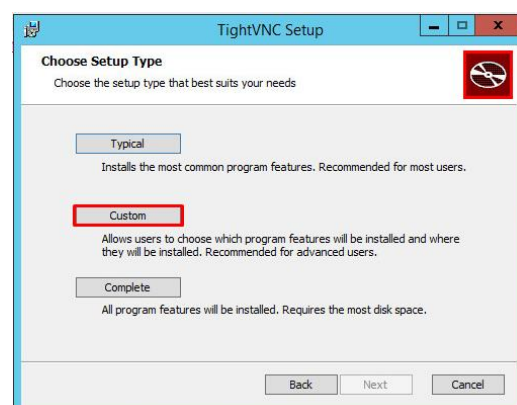 TightVNC Setup
Choose Setup Type
Choose the setup type that best suits your needs
Typical
Installs the most common program features. Recommended for most users.
Custom
Allows users to choose which program features will be installed and where
they will be installed. Recommended for advanced users.
Complete
All program features will be installed. Requires the most disk space.
Back Next Cancel